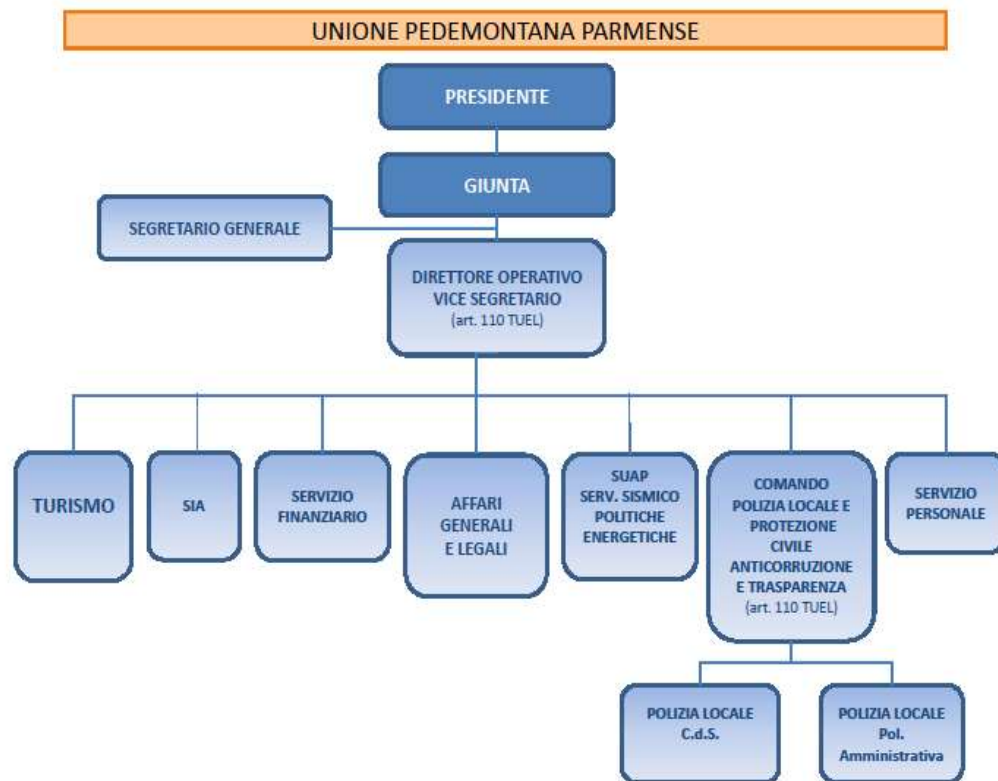 UNIONE PEDEMONTANA PARMENSE
PRESIDENTE
GIUNTA
SEGRETARIO GENERALE
DIRETTORE OPERATIVO
VICE SEGRETARIO
(art. 110 TUEL)
TURISMO
SIA
SERVIZIO
FINANZIARIO
AFFARI
GENERALI
E LEGALI
SUAP
SERV. SISMICO
POLITICHE
ENERGETICHE
COMANDO
POLIZIA LOCALE E
PROTEZIONE
CIVILE
ANTICORRUZIONE
E TRASPARENZA
(art. 110 TUEL)
SERVIZIO
PERSONALE
POLIZIA LOCALE
C.d.S.
POLIZIA LOCALE
Pol.
Amministrativa